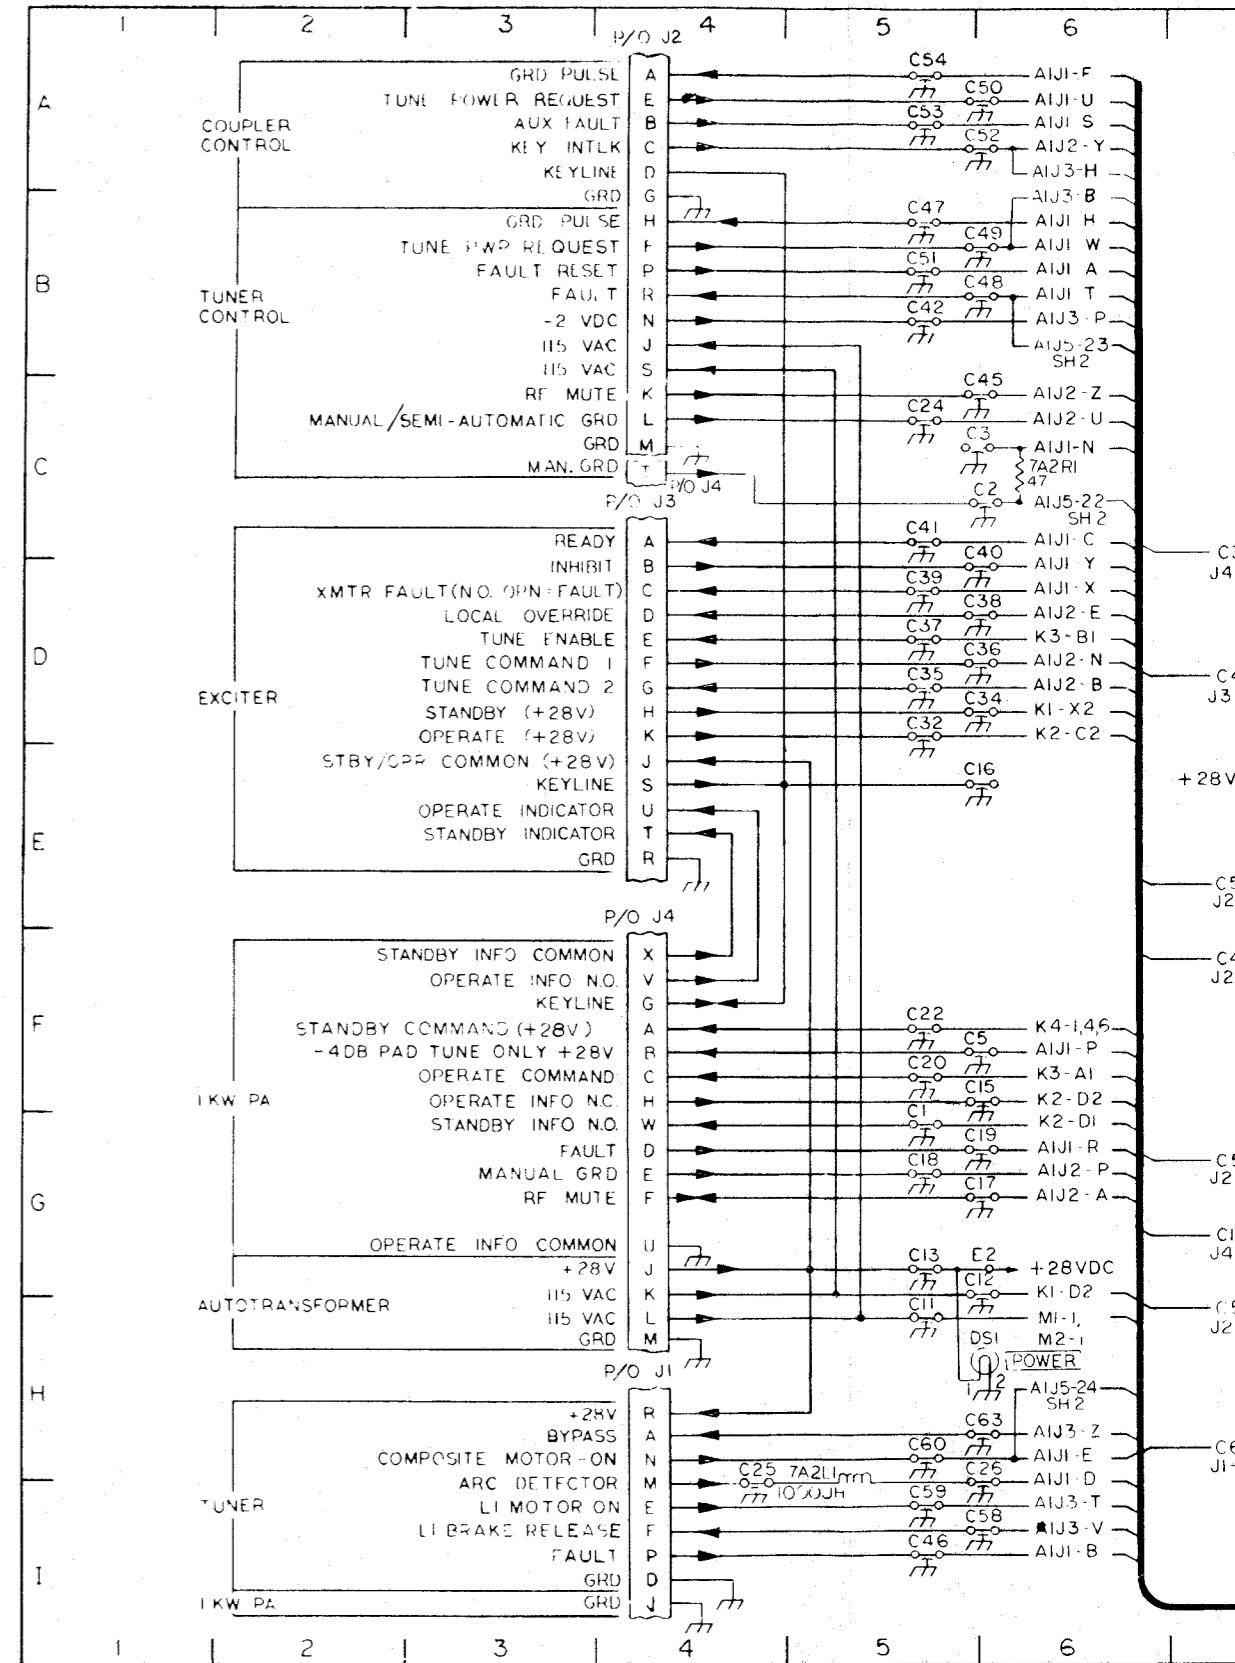 1 2 3 4 5 6
P/O J2
A
COUPLER
CONTROL
GRD PULSE A C54 A1J1-F
TUNE POWER REQUEST E C50 A1J1-U
AUX FAULT B C53 A1J1 S
KEY INTLK C C52 A1J2-Y
KEYLINE D A1J3-H
GRD G A1J3-B
B
TUNER
CONTROL
GRD PULSE H C47 A1J1 H
TUNE PWR REQUEST F C49 A1J1 W
FAULT RESET P C51 A1J1 A
FAULT R C48 A1J1 T
-2 VDC N C42 A1J3-P
115 VAC J A1J5-23
SH 2
115 VAC S
RF MUTE K C45 A1J2-Z
MANUAL/SEMI-AUTOMATIC GRD L C24 A1J2-U
GRD M C3 A1J1-N
C
MAN. GRD T 7A2R1
47
P/O J4
C2 A1J5-22
SH 2
P/O J3
READY A C41 A1J1-C
INHIBIT B C40 A1J1-Y
J4
XMTR FAULT(N.O. OPN=FAULT) C C39 A1J1-X
LOCAL OVERRIDE D C38 A1J2-E
TUNE ENABLE E C37 K3-B1
D
TUNE COMMAND 1 F C36 A1J2-N
TUNE COMMAND 2 G C35 A1J2-B
EXCITER
J3
STANDBY (+28V) H C34 K1-X2
OPERATE (+28V) K C32 K2-C2
STBY/OPR COMMON (+28V) J
KEYLINE S C16
+28V
OPERATE INDICATOR U
STANDBY INDICATOR T
E
GRD R
J2
P/O J4
STANDBY INFO COMMON X
OPERATE INFO N.O. V
J2
KEYLINE G
F
STANDBY COMMAND (+28V) A C22 K4-1,4,6
-4DB PAD TUNE ONLY +28V B C5 A1J1-P
OPERATE COMMAND C C20 K3-A1
1 KW PA
OPERATE INFO N.C. H C15 K2-D2
STANDBY INFO N.O. W C1 K2-D1
FAULT D C19 A1J1-R
MANUAL GRD E C18 A1J2-P
J2
RF MUTE F C17 A1J2-A
G
OPERATE INFO COMMON U
J4
+28V J C13 E2 +28VDC
AUTOTRANSFORMER
115 VAC K C12 K1-D2
115 VAC L C11 M1-1,
J2
GRD M DS1 M2-1
POWER
P/O J1
1 2
H
A1J5-24
SH 2
+28V R
BYPASS A C63 A1J3-Z
COMPOSITE MOTOR-ON N C60 A1J1-E
ARC DETECTOR M C25 7A2L1 C26 A1J1-D
TUNER
L1 MOTOR ON E C59 A1J3-T
L1 BRAKE RELEASE F C58 A1J3-V
FAULT P C46 A1J1-B
I
GRD D
1 KW PA
GRD J
1 2 3 4 5 6